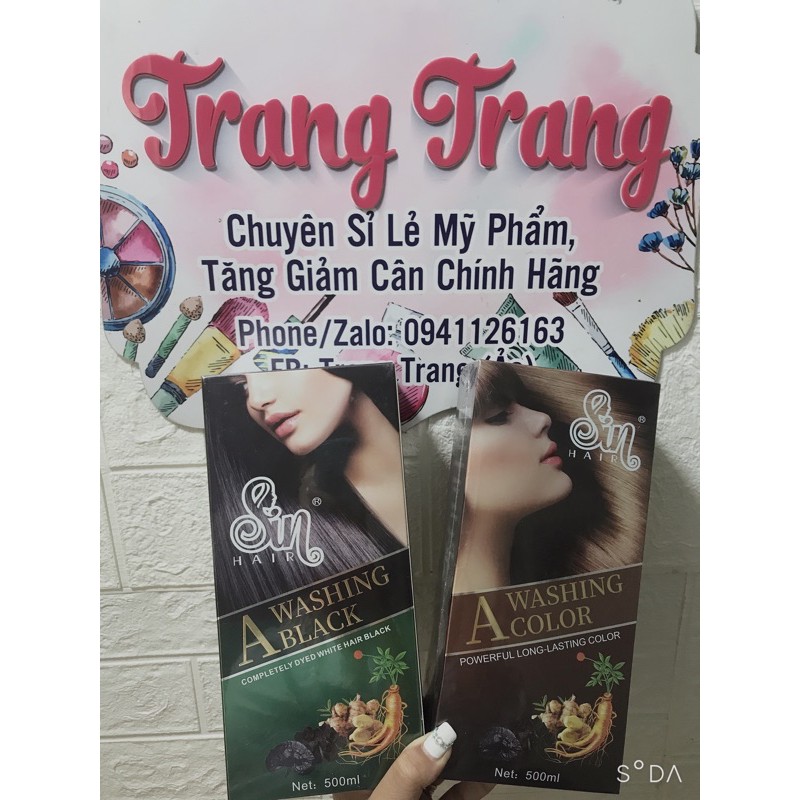 Trang Trang
Chuyên Sỉ Lẻ Mỹ Phẩm,
Tăng Giảm Cân Chính Hãng
Phone/Zalo: 0941126163
Trang
Sin ®
HAIR
A WASHING
BLACK
COMPLETELY DYED WHITE HAIR BLACK
Net: 500ml
Sin ®
HAIR
A WASHING
COLOR
POWERFUL LONG-LASTING COLOR
Net: 500ml
SODA